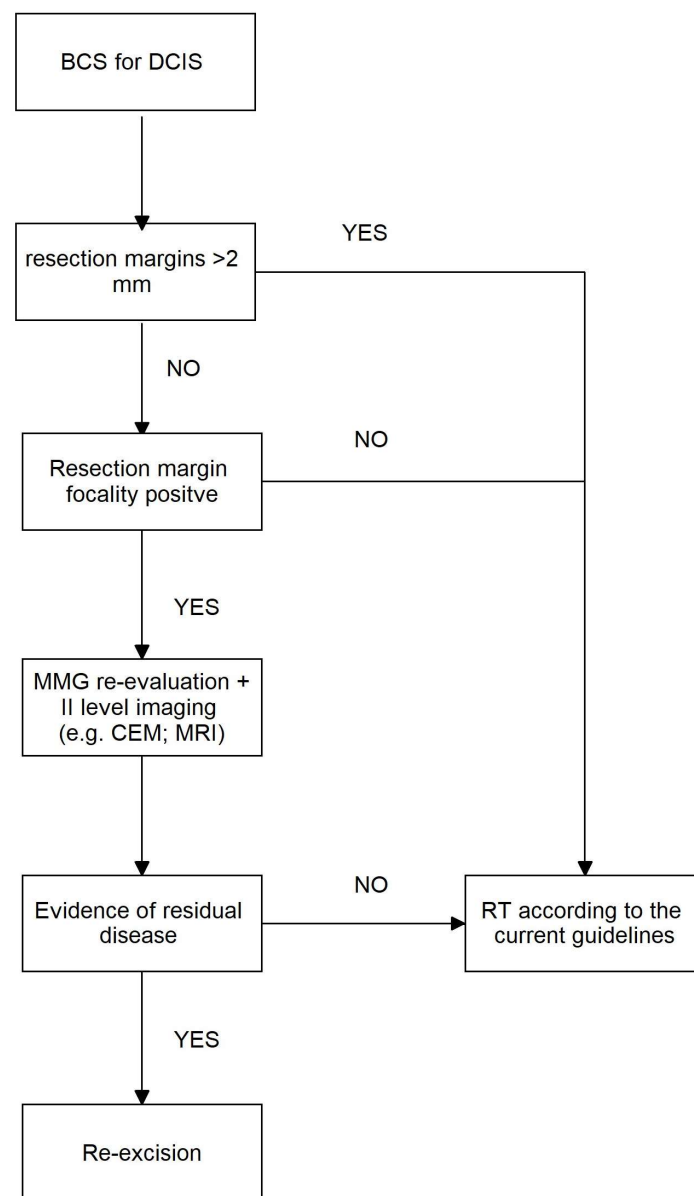 BCS for DCIS
YES
resection margins >2
mm
NO
NO
Resection margin
focality positve
YES
MMG re-evaluation +
II level imaging
(e.g. CEM; MRI)
NO
Evidence of residual
disease
RT according to the
current guidelines
YES
Re-excision